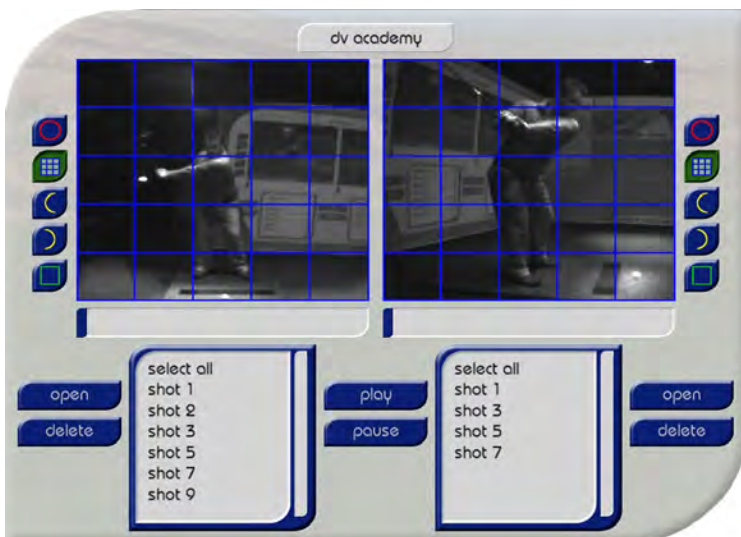 dv academy
open
delete
select all
shot 1
shot 2
shot 3
shot 5
shot 7
shot 9
play
pause
select all
shot 1
shot 3
shot 5
shot 7
open
delete